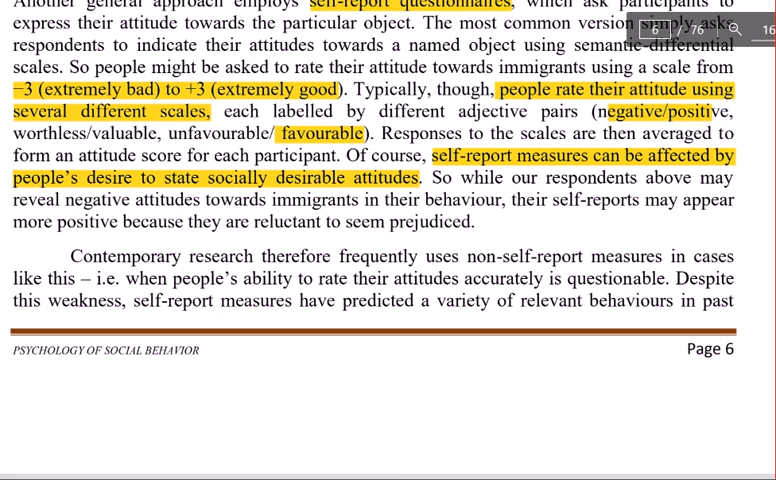 Another general approach employs self-report questionnaires, which ask participants to
express their attitude towards the particular object. The most common version simply asks
respondents to indicate their attitudes towards a named object using semantic-differential
scales. So people might be asked to rate their attitude towards immigrants using a scale from
−3 (extremely bad) to +3 (extremely good). Typically, though, people rate their attitude using
several different scales, each labelled by different adjective pairs (negative/positive,
worthless/valuable, unfavourable/ favourable). Responses to the scales are then averaged to
form an attitude score for each participant. Of course, self-report measures can be affected by
people's desire to state socially desirable attitudes. So while our respondents above may
reveal negative attitudes towards immigrants in their behaviour, their self-reports may appear
more positive because they are reluctant to seem prejudiced.
Contemporary research therefore frequently uses non-self-report measures in cases
like this – i.e. when people's ability to rate their attitudes accurately is questionable. Despite
this weakness, self-report measures have predicted a variety of relevant behaviours in past
PSYCHOLOGY OF SOCIAL BEHAVIOR Page 6
6 / 76 16